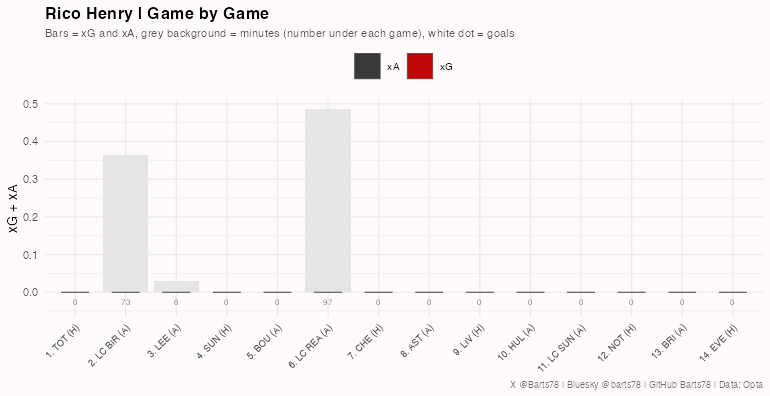 Rico Henry | Game by Game
Bars = xG and xA, grey background = minutes (number under each game), white dot = goals
xA xG
xG + xA
0.5
0.4
0.3
0.2
0.1
0.0
0 73 6 0 0 97 0 0 0 0 0 0 0 0
1. TOT (H)
2. LC BIR (A)
3. LEE (A)
4. SUN (H)
5. BOU (A)
6. LC REA (A)
7. CHE (H)
8. AST (A)
9. LIV (H)
10. HUL (A)
11. LC SUN (A)
12. NOT (H)
13. BRI (A)
14. EVE (H)
X @Barts78 | Bluesky @barts78 | GitHub Barts78 | Data: Opta